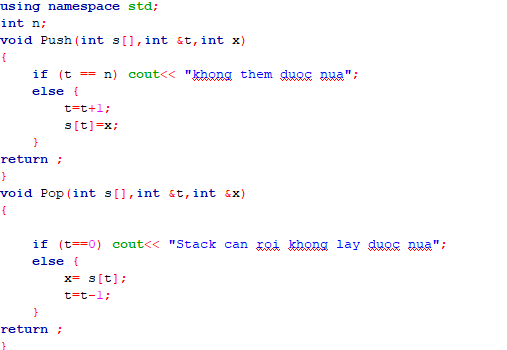 using namespace std;
int n;
void Push(int s[],int &t,int x)
{
if (t == n) cout<< "khong them duoc nua";
else {
t=t+1;
s[t]=x;
}
return ;
}
void Pop(int s[],int &t,int &x)
{
if (t==0) cout<< "Stack can roi khong lay duoc nua";
else {
x= s[t];
t=t-1;
}
return ;
}